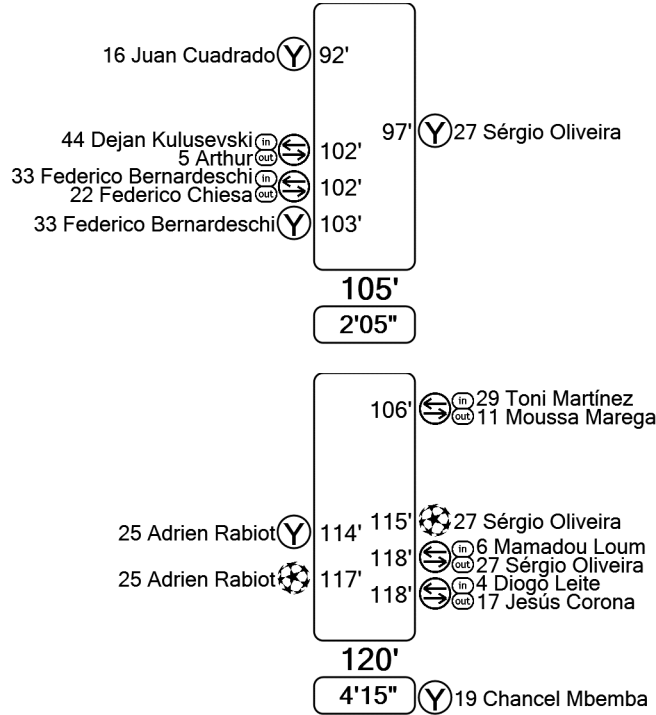 16 Juan Cuadrado Y 92'
97' Y 27 Sérgio Oliveira
44 Dejan Kulusevski in
5 Arthur out 102'
33 Federico Bernardeschi in
22 Federico Chiesa out 102'
33 Federico Bernardeschi Y 103'
105'
2'05"
106' in 29 Toni Martínez
out 11 Moussa Marega
115' 27 Sérgio Oliveira
25 Adrien Rabiot Y 114'
118' in 6 Mamadou Loum
out 27 Sérgio Oliveira
25 Adrien Rabiot 117'
118' in 4 Diogo Leite
out 17 Jesús Corona
120'
4'15" Y 19 Chancel Mbemba